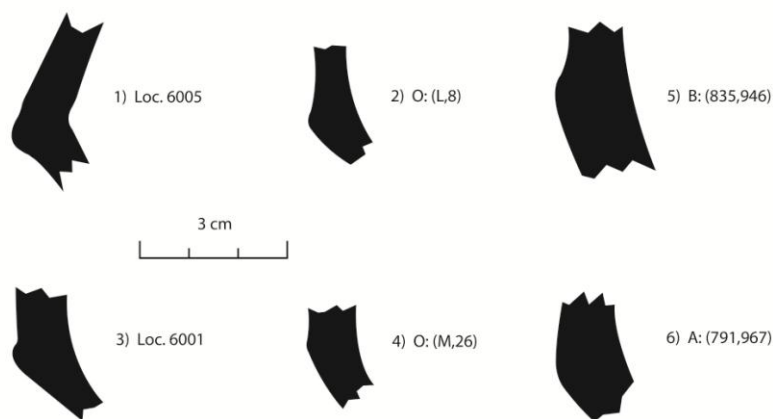 1) Loc. 6005
2) O: (L,8)
5) B: (835,946)
3 cm
3) Loc. 6001
4) O: (M,26)
6) A: (791,967)